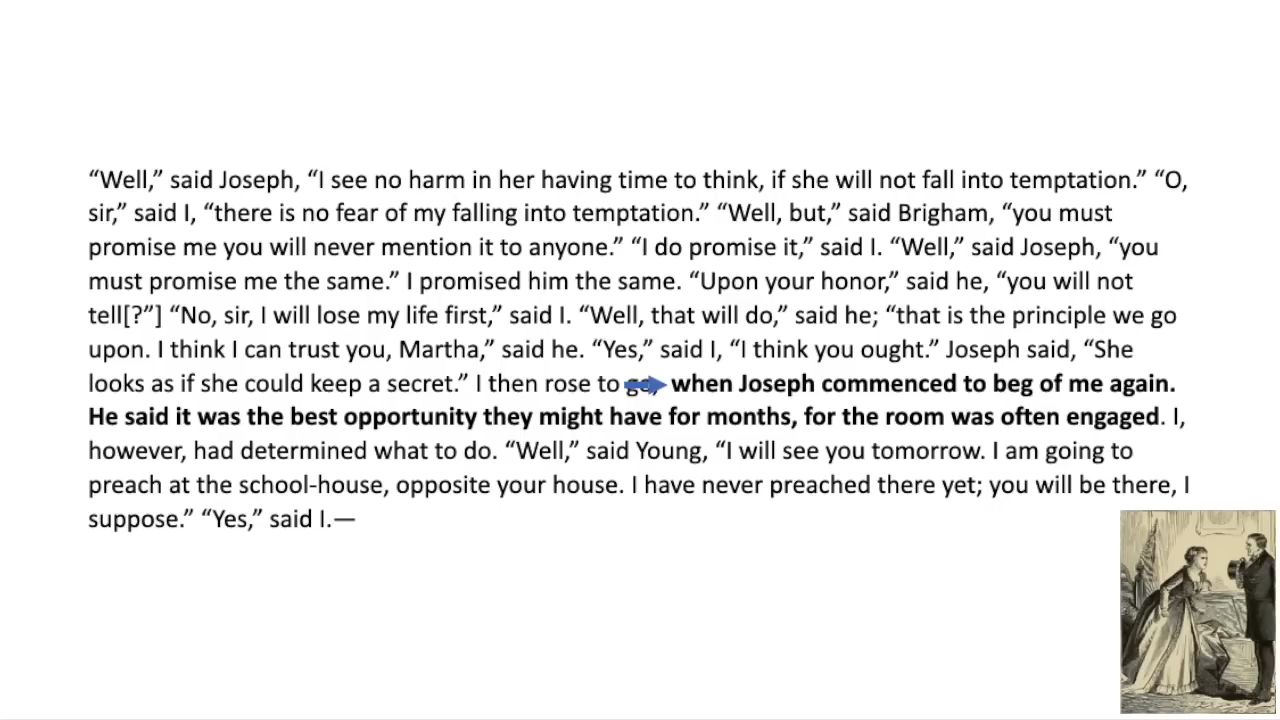 “Well,” said Joseph, “I see no harm in her having time to think, if she will not fall into temptation.” “O,
sir,” said I, “there is no fear of my falling into temptation.” “Well, but,” said Brigham, “you must
promise me you will never mention it to anyone.” “I do promise it,” said I. “Well,” said Joseph, “you
must promise me the same.” I promised him the same. “Upon your honor,” said he, “you will not
tell[?”] “No, sir, I will lose my life first,” said I. “Well, that will do,” said he; “that is the principle we go
upon. I think I can trust you, Martha,” said he. “Yes,” said I, “I think you ought.” Joseph said, “She
looks as if she could keep a secret.” I then rose to go, when Joseph commenced to beg of me again.
He said it was the best opportunity they might have for months, for the room was often engaged. I,
however, had determined what to do. “Well,” said Young, “I will see you tomorrow. I am going to
preach at the school-house, opposite your house. I have never preached there yet; you will be there, I
suppose.” “Yes,” said I.—